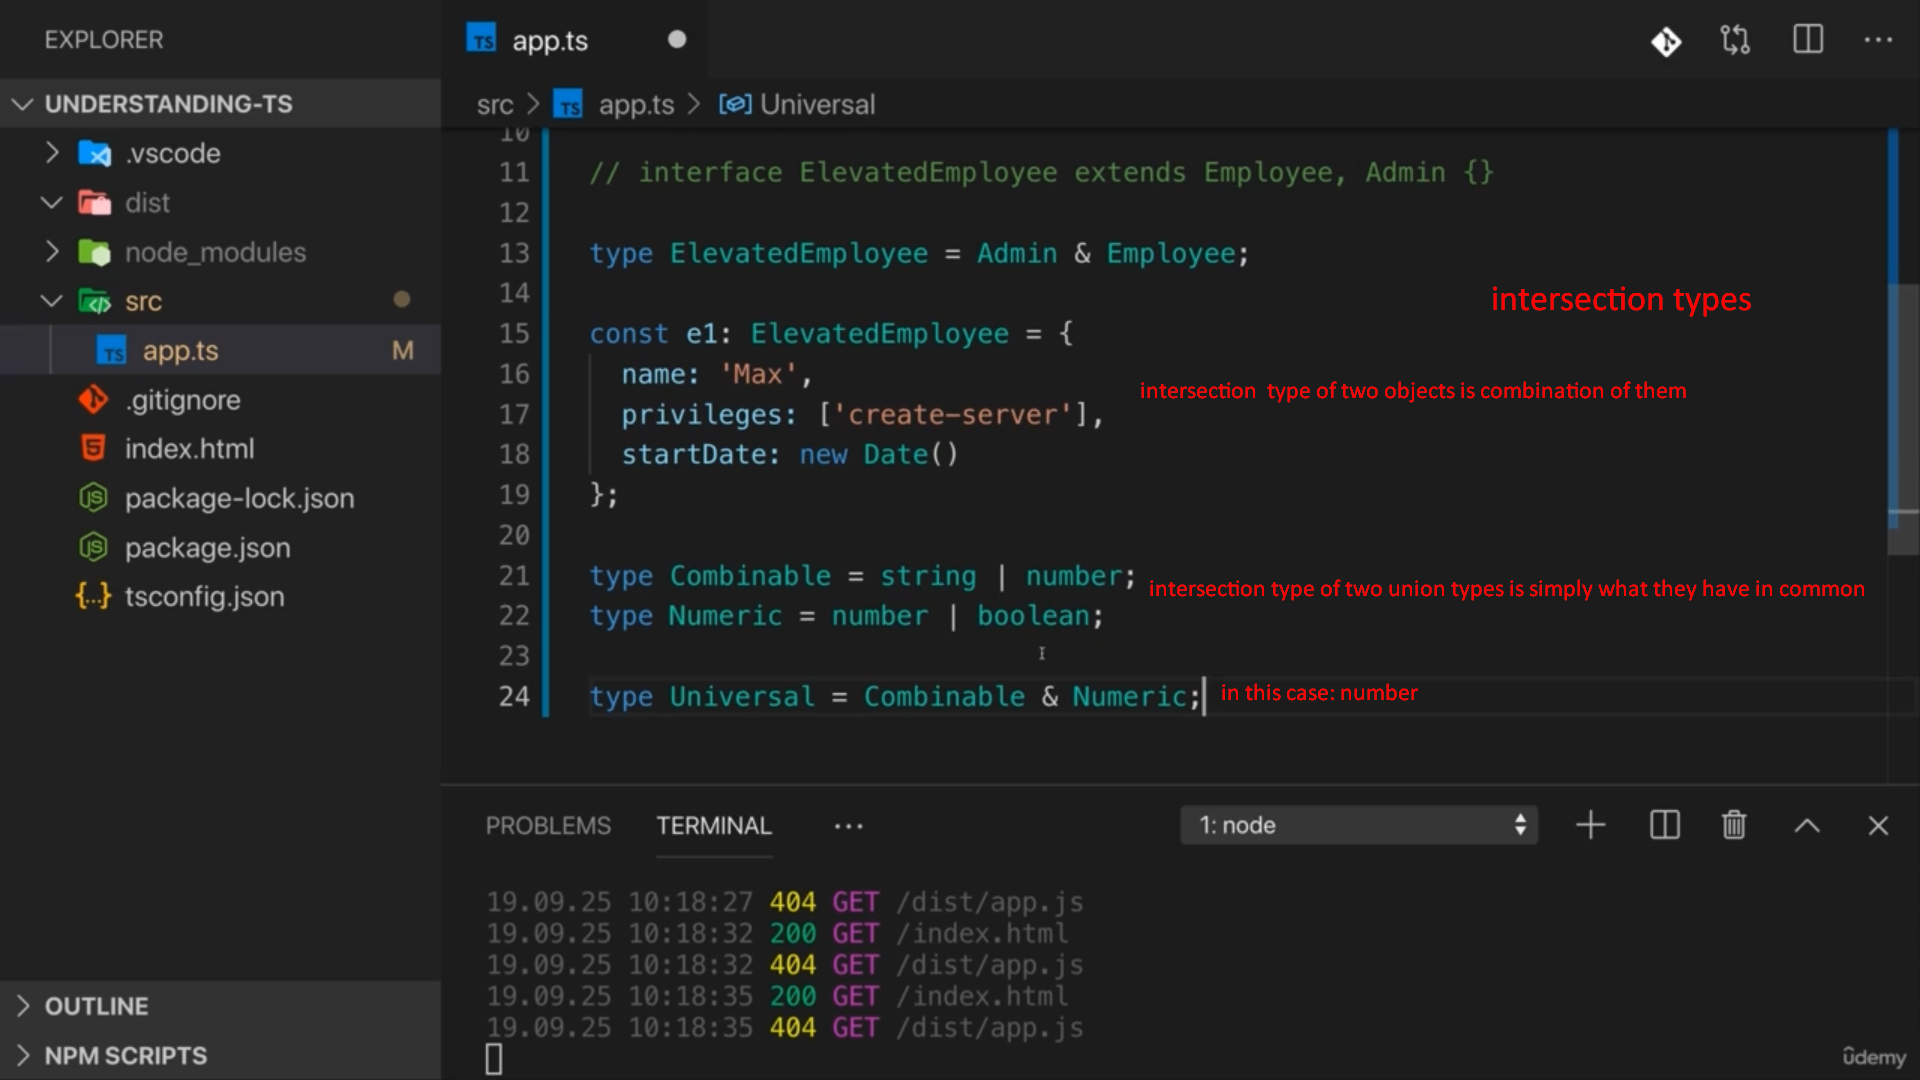 EXPLORER
TS app.ts
UNDERSTANDING-TS
src > TS app.ts > Universal
.vscode
dist
node_modules
src
TS app.ts M
.gitignore
index.html
package-lock.json
package.json
tsconfig.json
OUTLINE
NPM SCRIPTS
10
11 // interface ElevatedEmployee extends Employee, Admin {}
12
13 type ElevatedEmployee = Admin & Employee;
14
intersection types
15 const e1: ElevatedEmployee = {
16 name: 'Max',
intersection type of two objects is combination of them
17 privileges: ['create-server'],
18 startDate: new Date()
19 };
20
21 type Combinable = string | number;
intersection type of two union types is simply what they have in common
22 type Numeric = number | boolean;
23
24 type Universal = Combinable & Numeric; in this case: number
PROBLEMS TERMINAL ··· 1: node
19.09.25 10:18:27 404 GET /dist/app.js
19.09.25 10:18:32 200 GET /index.html
19.09.25 10:18:32 404 GET /dist/app.js
19.09.25 10:18:35 200 GET /index.html
19.09.25 10:18:35 404 GET /dist/app.js
ûdemy